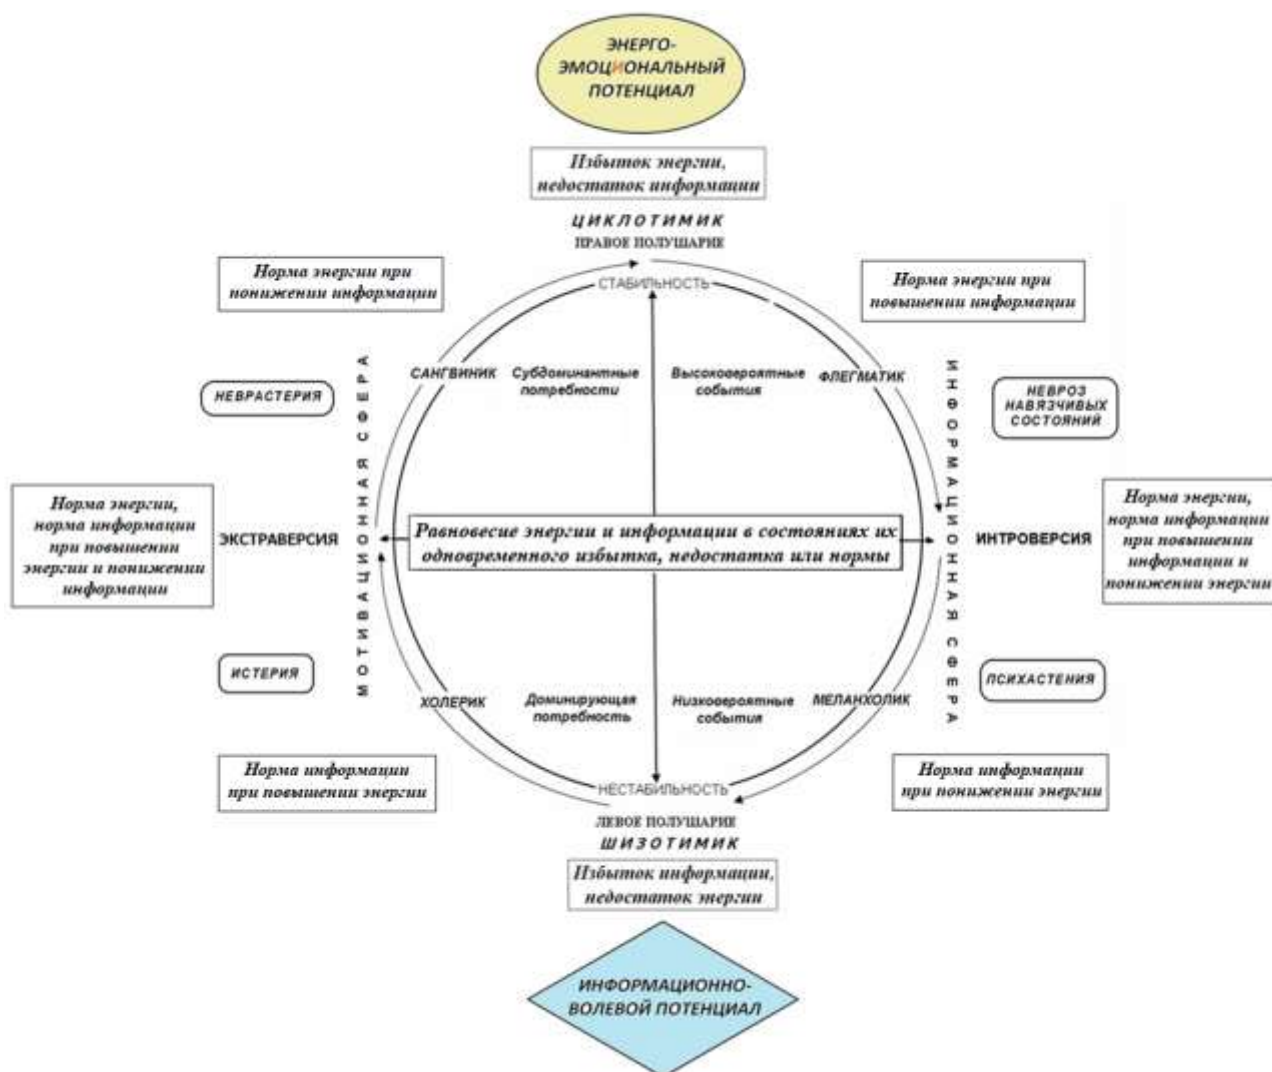 ЭНЕРГО-
ЭМОЦИОНАЛЬНЫЙ
ПОТЕНЦИАЛ
Избыток энергии,
недостаток информации
ЦИКЛОТИМИК
ПРАВОЕ ПОЛУШАРИЕ
Норма энергии при
понижении информации
СТАБИЛЬНОСТЬ
Норма энергии при
повышении информации
САНГВИНИК
Субдоминантные
потребности
Высоковероятные
события
ФЛЕГМАТИК
НЕВРАСТЕРИЯ
МОТИВАЦИОННАЯ СФЕРА
ИНФОРМАЦИОННАЯ СФЕРА
НЕВРОЗ
НАВЯЗЧИВЫХ
СОСТОЯНИЙ
Норма энергии,
норма информации
при повышении
энергии и понижении
информации
ЭКСТРАВЕРСИЯ
Равновесие энергии и информации в состояниях их
одновременного избытка, недостатка или нормы
ИНТРОВЕРСИЯ
Норма энергии,
норма информации
при повышении
информации и
понижении энергии
ИСТЕРИЯ
ХОЛЕРИК
Доминирующая
потребность
Низковероятные
события
МЕЛАНХОЛИК
ПСИХАСТЕНИЯ
Норма информации
при повышении энергии
НЕСТАБИЛЬНОСТЬ
Норма информации
при понижении энергии
ЛЕВОЕ ПОЛУШАРИЕ
ШИЗОТИМИК
Избыток информации,
недостаток энергии
ИНФОРМАЦИОННО-
ВОЛЕВОЙ ПОТЕНЦИАЛ